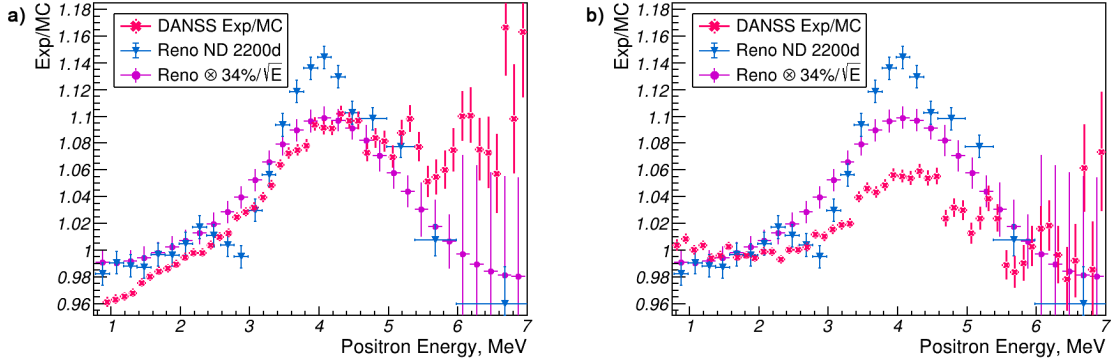 a)
Exp/MC
1.18
1.16
1.14
1.12
1.1
1.08
1.06
1.04
1.02
1
0.98
0.96
DANSS Exp/MC
Reno ND 2200d
Reno ⊗ 34%/√E
1 2 3 4 5 6 7
Positron Energy, MeV
b)
Exp/MC
1.18
1.16
1.14
1.12
1.1
1.08
1.06
1.04
1.02
1
0.98
0.96
DANSS Exp/MC
Reno ND 2200d
Reno ⊗ 34%/√E
1 2 3 4 5 6 7
Positron Energy, MeV